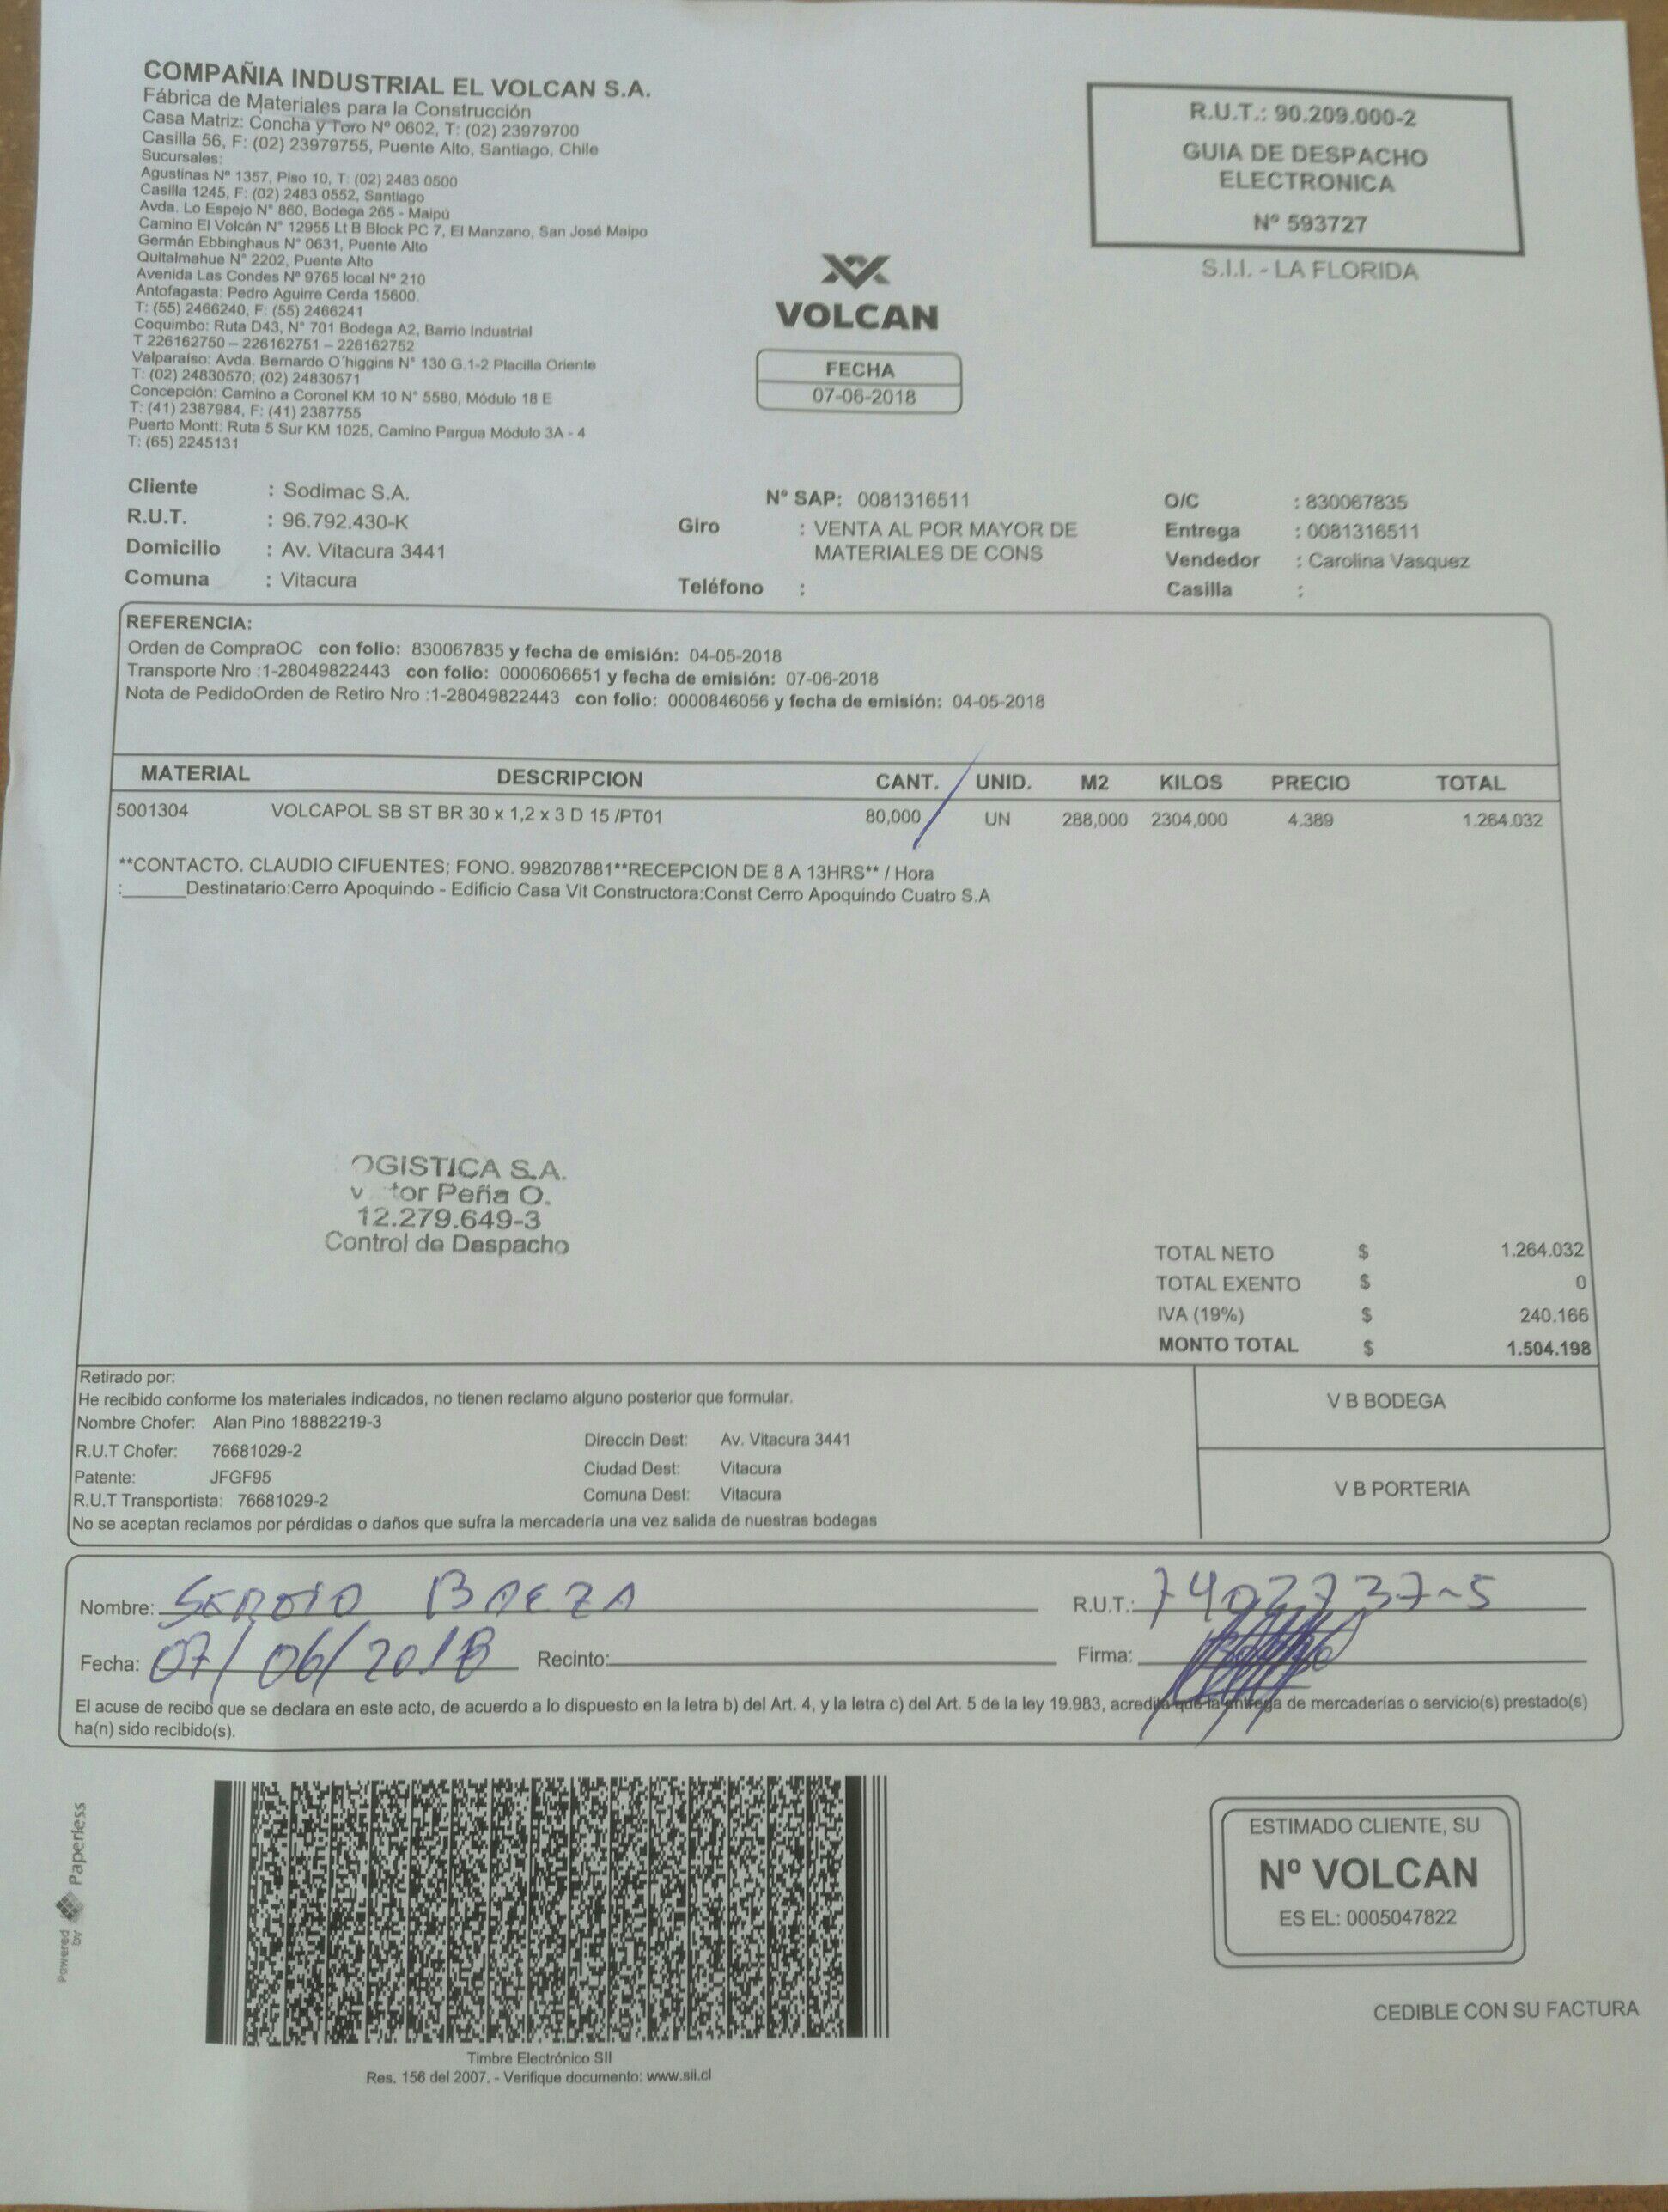 COMPAÑIA INDUSTRIAL EL VOLCAN S.A.
Fábrica de Materiales para la Construcción
Casa Matriz: Concha y Toro Nº 0602, T: (02) 23979700
Casilla 56, F: (02) 23979755, Puente Alto, Santiago, Chile
Sucursales:
Agustinas Nº 1357, Piso 10, T: (02) 2483 0500
Casilla 1245, F: (02) 2483 0552, Santiago
Avda. Lo Espejo N° 860, Bodega 265 - Maipú
Camino El Volcán N° 12955 Lt B Block PC 7, El Manzano, San José Maipo
Germán Ebbinghaus N° 0631, Puente Alto
Quitalmahue N° 2202, Puente Alto
Avenida Las Condes Nº 9765 local Nº 210
Antofagasta: Pedro Aguirre Cerda 15600.
T: (55) 2466240, F: (55) 2466241
Coquimbo: Ruta D43, N° 701 Bodega A2, Barrio Industrial
T 226162750 – 226162751 – 226162752
Valparaíso: Avda. Bernardo O´higgins N° 130 G.1-2 Placilla Oriente
T: (02) 24830570; (02) 24830571
Concepción: Camino a Coronel KM 10 N° 5580, Módulo 18 E
T: (41) 2387984, F: (41) 2387755
Puerto Montt: Ruta 5 Sur KM 1025, Camino Pargua Módulo 3A - 4
T: (65) 2245131
R.U.T.: 90.209.000-2
GUIA DE DESPACHO
ELECTRONICA
Nº 593727
S.I.I. - LA FLORIDA
VOLCAN
FECHA
07-06-2018
Cliente : Sodimac S.A.
R.U.T. : 96.792.430-K
Domicilio : Av. Vitacura 3441
Comuna : Vitacura
N° SAP: 0081316511
Giro : VENTA AL POR MAYOR DE
MATERIALES DE CONS
Teléfono :
O/C : 830067835
Entrega : 0081316511
Vendedor : Carolina Vasquez
Casilla :
REFERENCIA:
Orden de CompraOC con folio: 830067835 y fecha de emisión: 04-05-2018
Transporte Nro :1-28049822443 con folio: 0000606651 y fecha de emisión: 07-06-2018
Nota de PedidoOrden de Retiro Nro :1-28049822443 con folio: 0000846056 y fecha de emisión: 04-05-2018
MATERIAL DESCRIPCION CANT. UNID. M2 KILOS PRECIO TOTAL
5001304 VOLCAPOL SB ST BR 30 x 1,2 x 3 D 15 /PT01 80,000 UN 288,000 2304,000 4.389 1.264.032
**CONTACTO. CLAUDIO CIFUENTES; FONO. 998207881**RECEPCION DE 8 A 13HRS** / Hora
:______Destinatario:Cerro Apoquindo - Edificio Casa Vit Constructora:Const Cerro Apoquindo Cuatro S.A
OGISTICA S.A.
v tor Peña O.
12.279.649-3
Control de Despacho
TOTAL NETO $ 1.264.032
TOTAL EXENTO $ 0
IVA (19%) $ 240.166
MONTO TOTAL $ 1.504.198
Retirado por:
He recibido conforme los materiales indicados, no tienen reclamo alguno posterior que formular.
Nombre Chofer: Alan Pino 18882219-3
R.U.T Chofer: 76681029-2
Patente: JFGF95
R.U.T Transportista: 76681029-2
Direccin Dest: Av. Vitacura 3441
Ciudad Dest: Vitacura
Comuna Dest: Vitacura
No se aceptan reclamos por pérdidas o daños que sufra la mercadería una vez salida de nuestras bodegas
V B BODEGA
V B PORTERIA
Nombre: SERGIO BAEZA R.U.T.: 7402737-5
Fecha: 07/06/2018 Recinto: Firma:
El acuse de recibo que se declara en este acto, de acuerdo a lo dispuesto en la letra b) del Art. 4, y la letra c) del Art. 5 de la ley 19.983, acredita que la entrega de mercaderías o servicio(s) prestado(s)
ha(n) sido recibido(s).
Powered by Paperless
Timbre Electrónico SII
Res. 156 del 2007. - Verifique documento: www.sii.cl
ESTIMADO CLIENTE, SU
Nº VOLCAN
ES EL: 0005047822
CEDIBLE CON SU FACTURA